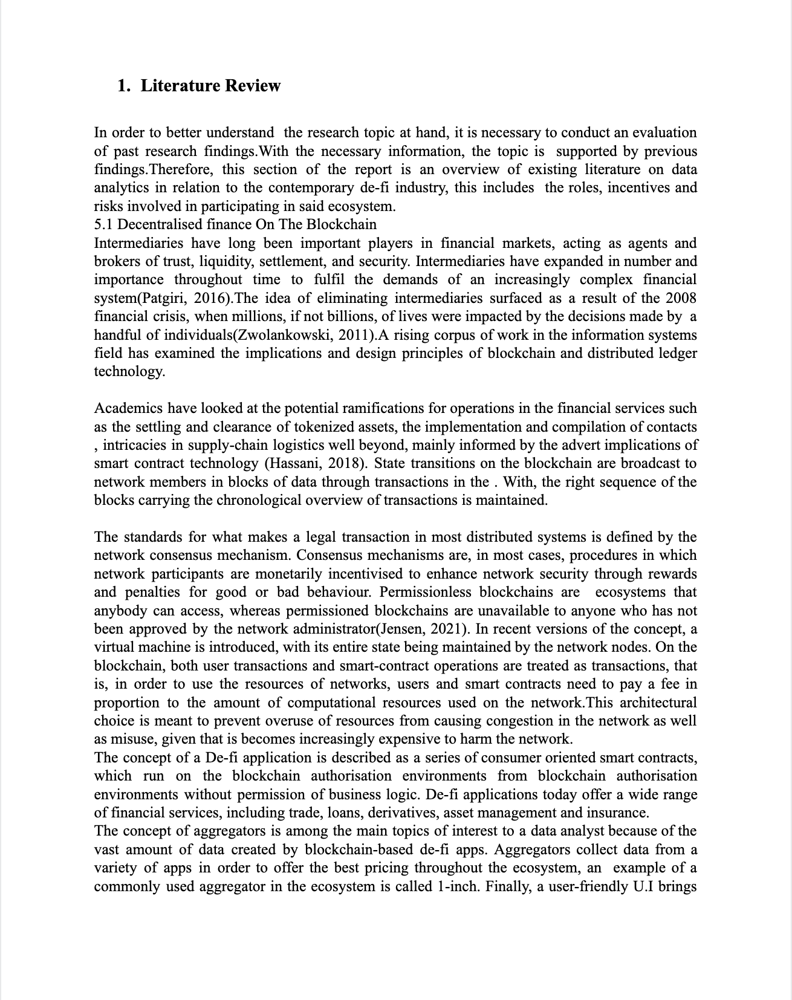 1. Literature Review
In order to better understand  the research topic at hand, it is necessary to conduct an evaluation
of past research findings.With the necessary information, the topic is  supported by previous
findings.Therefore, this section of the report is an overview of existing literature on data
analytics in relation to the contemporary de-fi industry, this includes  the roles, incentives and
risks involved in participating in said ecosystem.
5.1 Decentralised finance On The Blockchain
Intermediaries have long been important players in financial markets, acting as agents and
brokers of trust, liquidity, settlement, and security. Intermediaries have expanded in number and
importance throughout time to fulfil the demands of an increasingly complex financial
system(Patgiri, 2016).The idea of eliminating intermediaries surfaced as a result of the 2008
financial crisis, when millions, if not billions, of lives were impacted by the decisions made by  a
handful of individuals(Zwolankowski, 2011).A rising corpus of work in the information systems
field has examined the implications and design principles of blockchain and distributed ledger
technology.
Academics have looked at the potential ramifications for operations in the financial services such
as the settling and clearance of tokenized assets, the implementation and compilation of contacts
, intricacies in supply-chain logistics well beyond, mainly informed by the advert implications of
smart contract technology (Hassani, 2018). State transitions on the blockchain are broadcast to
network members in blocks of data through transactions in the . With, the right sequence of the
blocks carrying the chronological overview of transactions is maintained.
The standards for what makes a legal transaction in most distributed systems is defined by the
network consensus mechanism. Consensus mechanisms are, in most cases, procedures in which
network participants are monetarily incentivised to enhance network security through rewards
and penalties for good or bad behaviour. Permissionless blockchains are  ecosystems that
anybody can access, whereas permissioned blockchains are unavailable to anyone who has not
been approved by the network administrator(Jensen, 2021). In recent versions of the concept, a
virtual machine is introduced, with its entire state being maintained by the network nodes. On the
blockchain, both user transactions and smart-contract operations are treated as transactions, that
is, in order to use the resources of networks, users and smart contracts need to pay a fee in
proportion to the amount of computational resources used on the network.This architectural
choice is meant to prevent overuse of resources from causing congestion in the network as well
as misuse, given that is becomes increasingly expensive to harm the network.
The concept of a De-fi application is described as a series of consumer oriented smart contracts,
which run on the blockchain authorisation environments from blockchain authorisation
environments without permission of business logic. De-fi applications today offer a wide range
of financial services, including trade, loans, derivatives, asset management and insurance.
The concept of aggregators is among the main topics of interest to a data analyst because of the
vast amount of data created by blockchain-based de-fi apps. Aggregators collect data from a
variety of apps in order to offer the best pricing throughout the ecosystem, an  example of a
commonly used aggregator in the ecosystem is called 1-inch. Finally, a user-friendly U.I brings